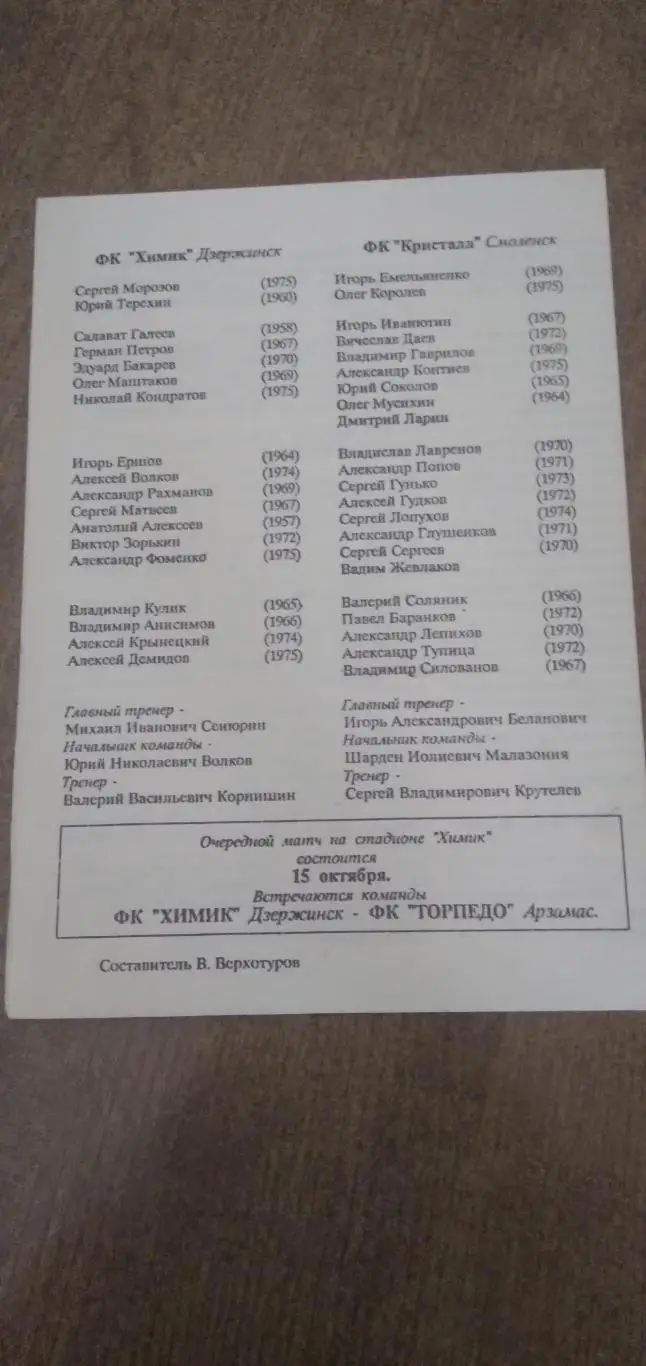 ФК "Химик" Дзержинск
Сергей Морозов (1975)
Юрий Терехин (1960)
Салават Галеев (1958)
Герман Петров (1967)
Эдуард Бакарев (1970)
Олег Маштаков (1969)
Николай Кондратов (1975)
Игорь Ершов (1964)
Алексей Волков (1974)
Александр Рахманов (1969)
Сергей Матвеев (1967)
Анатолий Алексеев (1957)
Виктор Зорькин (1972)
Александр Фоменко (1975)
Владимир Кулик (1965)
Владимир Анисимов (1966)
Алексей Крынецкий (1974)
Алексей Демидов (1975)
Главный тренер -
Михаил Иванович Сенюрин
Начальник команды -
Юрий Николаевич Волков
Тренер -
Валерий Васильевич Корнишин
ФК "Кристалл" Смоленск
Игорь Емельяненко (1969)
Олег Королев (1975)
Игорь Иванютин (1967)
Вячеслав Даев (1972)
Владимир Гаврилов (1969)
Александр Контиев (1975)
Юрий Соколов (1965)
Олег Мусихин (1964)
Дмитрий Ларин
Владислав Лавренов (1970)
Александр Попов (1971)
Сергей Гунько (1973)
Алексей Гудков (1972)
Сергей Лопухов (1974)
Александр Глушенков (1971)
Сергей Сергеев (1970)
Вадим Жевлаков
Валерий Соляник (1966)
Павел Баранков (1972)
Александр Лепихов (1970)
Александр Тупица (1972)
Владимир Силованов (1967)
Главный тренер -
Игорь Александрович Беланович
Начальник команды -
Шарден Иолиевич Малазония
Тренер -
Сергей Владимирович Крутелев
Очередной матч на стадионе "Химик"
состоится
15 октября.
Встречаются команды
ФК "ХИМИК" Дзержинск - ФК "ТОРПЕДО" Арзамас.
Составитель В. Верхотуров